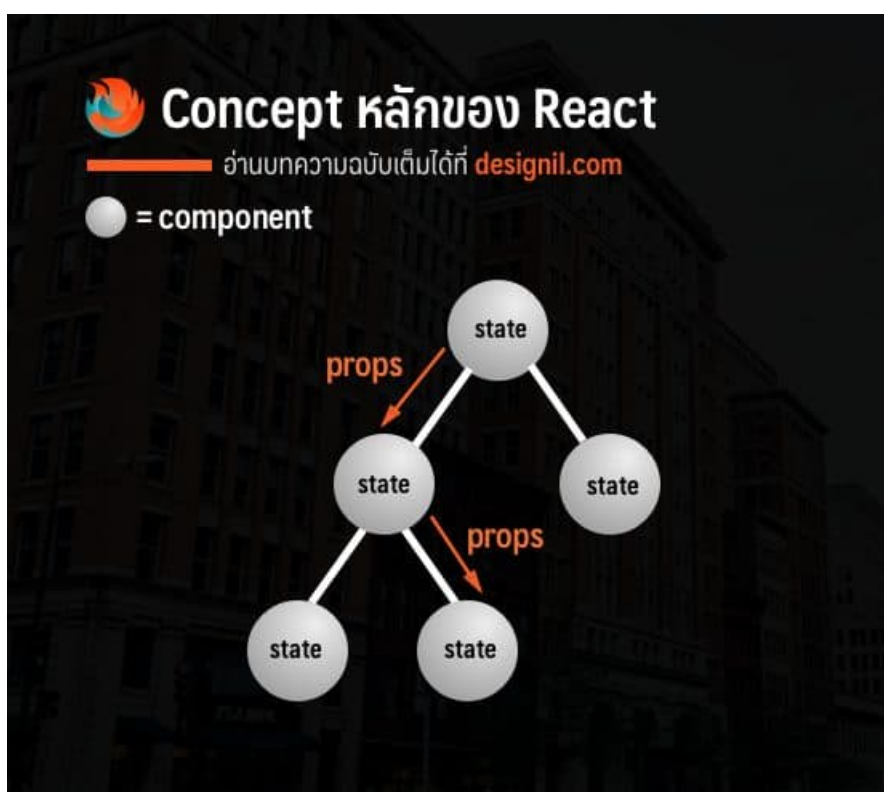 Concept หลักของ React
อ่านบทความฉบับเต็มได้ที่ designil.com
= component
state
props
state
state
props
state
state